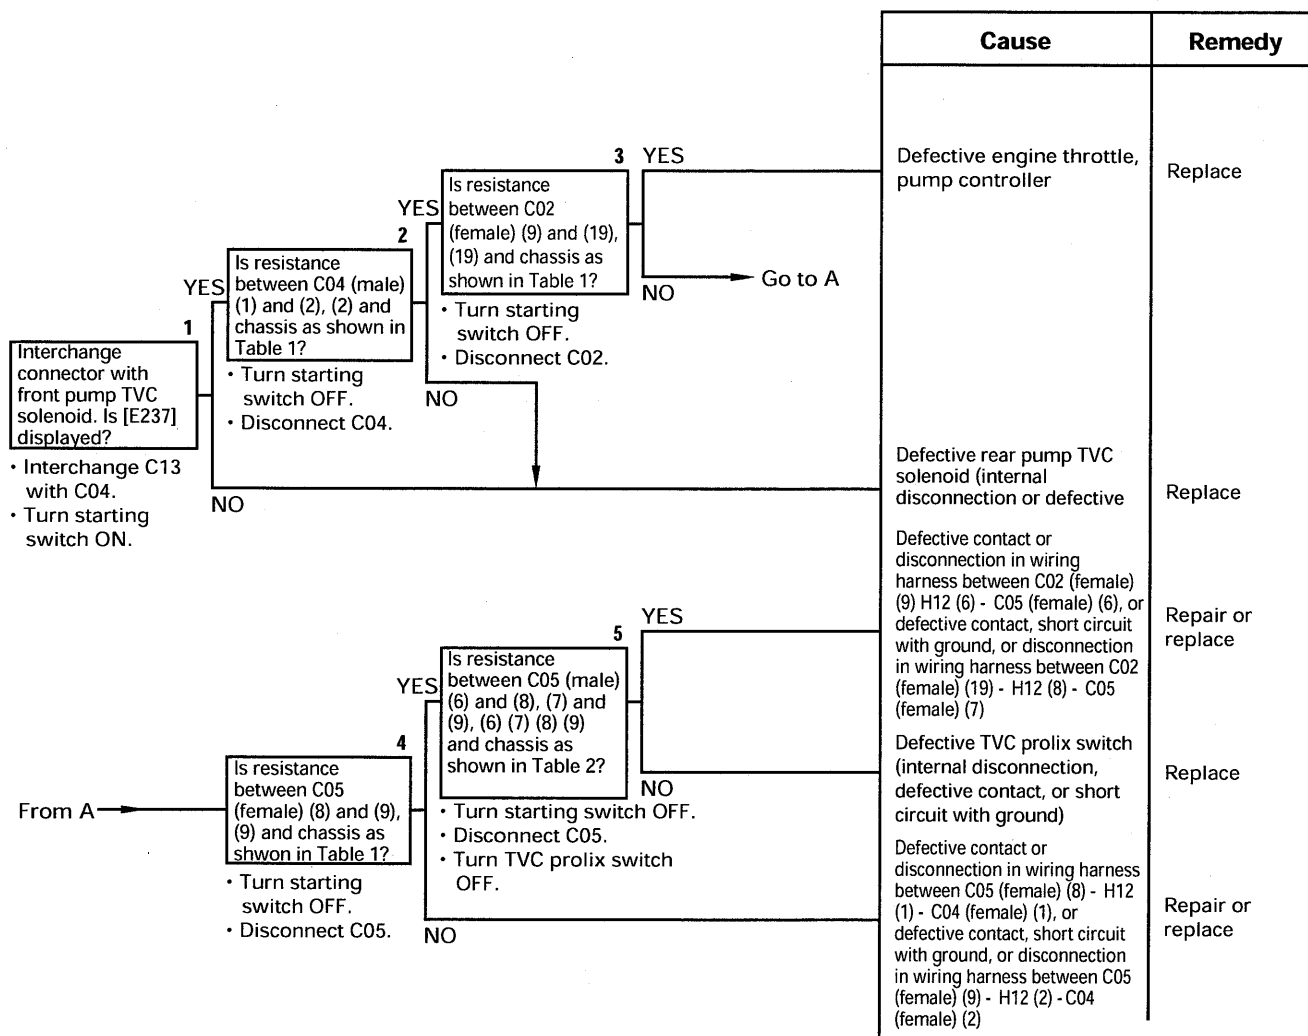 Cause
Remedy
3
YES
Is resistance
between C02
(female) (9) and (19),
(19) and chassis as
shown in Table 1?
Defective engine throttle,
pump controller
Replace
YES
2
Is resistance
between C04 (male)
(1) and (2), (2) and
chassis as shown in
Table 1?
NO
Go to A
• Turn starting
switch OFF.
• Disconnect C02.
YES
1
Interchange
connector with
front pump TVC
solenoid. Is [E237]
displayed?
• Turn starting
switch OFF.
• Disconnect C04.
NO
• Interchange C13
with C04.
• Turn starting
switch ON.
NO
Defective rear pump TVC
solenoid (internal
disconnection or defective
Replace
Defective contact or
disconnection in wiring
harness between C02 (female)
(9) H12 (6) - C05 (female) (6), or
defective contact, short circuit
with ground, or disconnection
in wiring harness between C02
(female) (19) - H12 (8) - C05
(female) (7)
Repair or
replace
YES
5
Is resistance
between C05 (male)
(6) and (8), (7) and
(9), (6) (7) (8) (9)
and chassis as
shown in Table 2?
YES
4
Is resistance
between C05
(female) (8) and (9),
(9) and chassis as
shwon in Table 1?
From A
NO
Defective TVC prolix switch
(internal disconnection,
defective contact, or short
circuit with ground)
Replace
• Turn starting switch OFF.
• Disconnect C05.
• Turn TVC prolix switch
OFF.
• Turn starting
switch OFF.
• Disconnect C05.
NO
Defective contact or
disconnection in wiring harness
between C05 (female) (8) - H12
(1) - C04 (female) (1), or
defective contact, short circuit
with ground, or disconnection
in wiring harness between C05
(female) (9) - H12 (2) - C04
(female) (2)
Repair or
replace